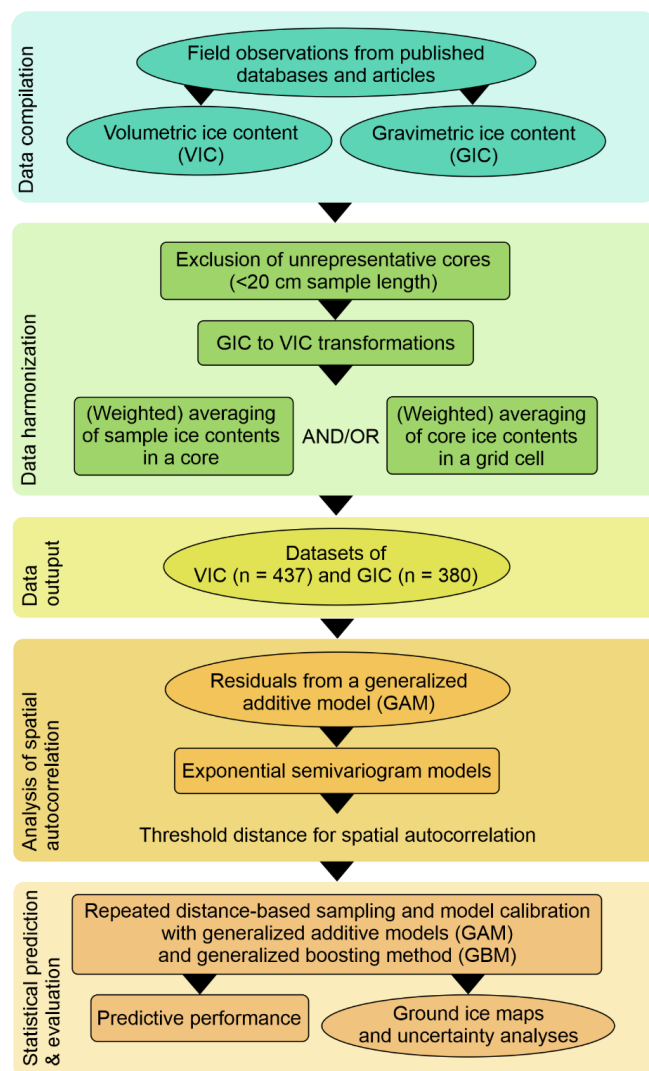 Data compilation
Field observations from published
databases and articles
Volumetric ice content
(VIC)
Gravimetric ice content
(GIC)
Data harmonization
Exclusion of unrepresentative cores
(<20 cm sample length)
GIC to VIC transformations
(Weighted) averaging
of sample ice contents
in a core
AND/OR
(Weighted) averaging
of core ice contents
in a grid cell
Data
outuput
Datasets of
VIC (n = 437) and GIC (n = 380)
Analysis of spatial
autocorrelation
Residuals from a generalized
additive model (GAM)
Exponential semivariogram models
Threshold distance for spatial autocorrelation
Statistical prediction
& evaluation
Repeated distance-based sampling and model calibration
with generalized additive models (GAM)
and generalized boosting method (GBM)
Predictive performance
Ground ice maps
and uncertainty analyses